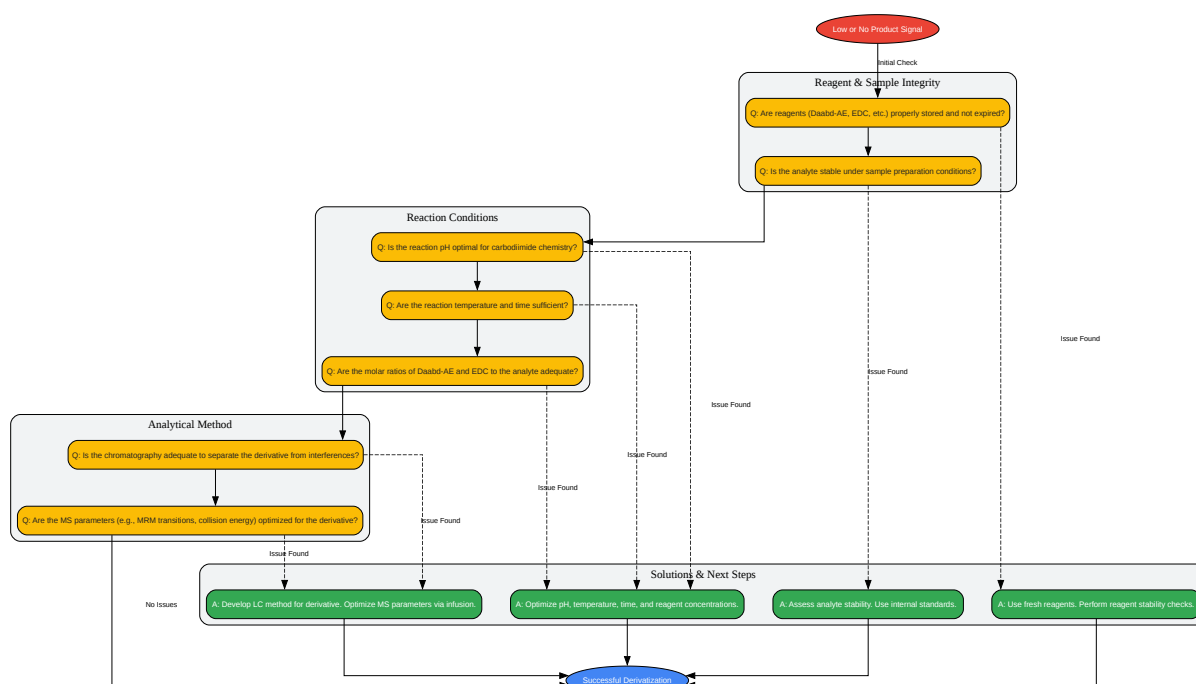 Low or No Product Signal
Initial Check
Reagent & Sample Integrity
Q: Are reagents (Daabd-AE, EDC, etc.) properly stored and not expired?
Q: Is the analyte stable under sample preparation conditions?
Reaction Conditions
Q: Is the reaction pH optimal for carbodiimide chemistry?
Q: Are the reaction temperature and time sufficient?
Issue Found
Q: Are the molar ratios of Daabd-AE and EDC to the analyte adequate?
Issue Found
Issue Found
Analytical Method
Q: Is the chromatography adequate to separate the derivative from interferences?
Issue Found
Issue Found
Q: Are the MS parameters (e.g., MRM transitions, collision energy) optimized for the derivative?
Issue Found
Issue Found
Solutions & Next Steps
No Issues
A: Develop LC method for derivative. Optimize MS parameters via infusion.
A: Optimize pH, temperature, time, and reagent concentrations.
A: Assess analyte stability. Use internal standards.
A: Use fresh reagents. Perform reagent stability checks.
Successful Derivatization